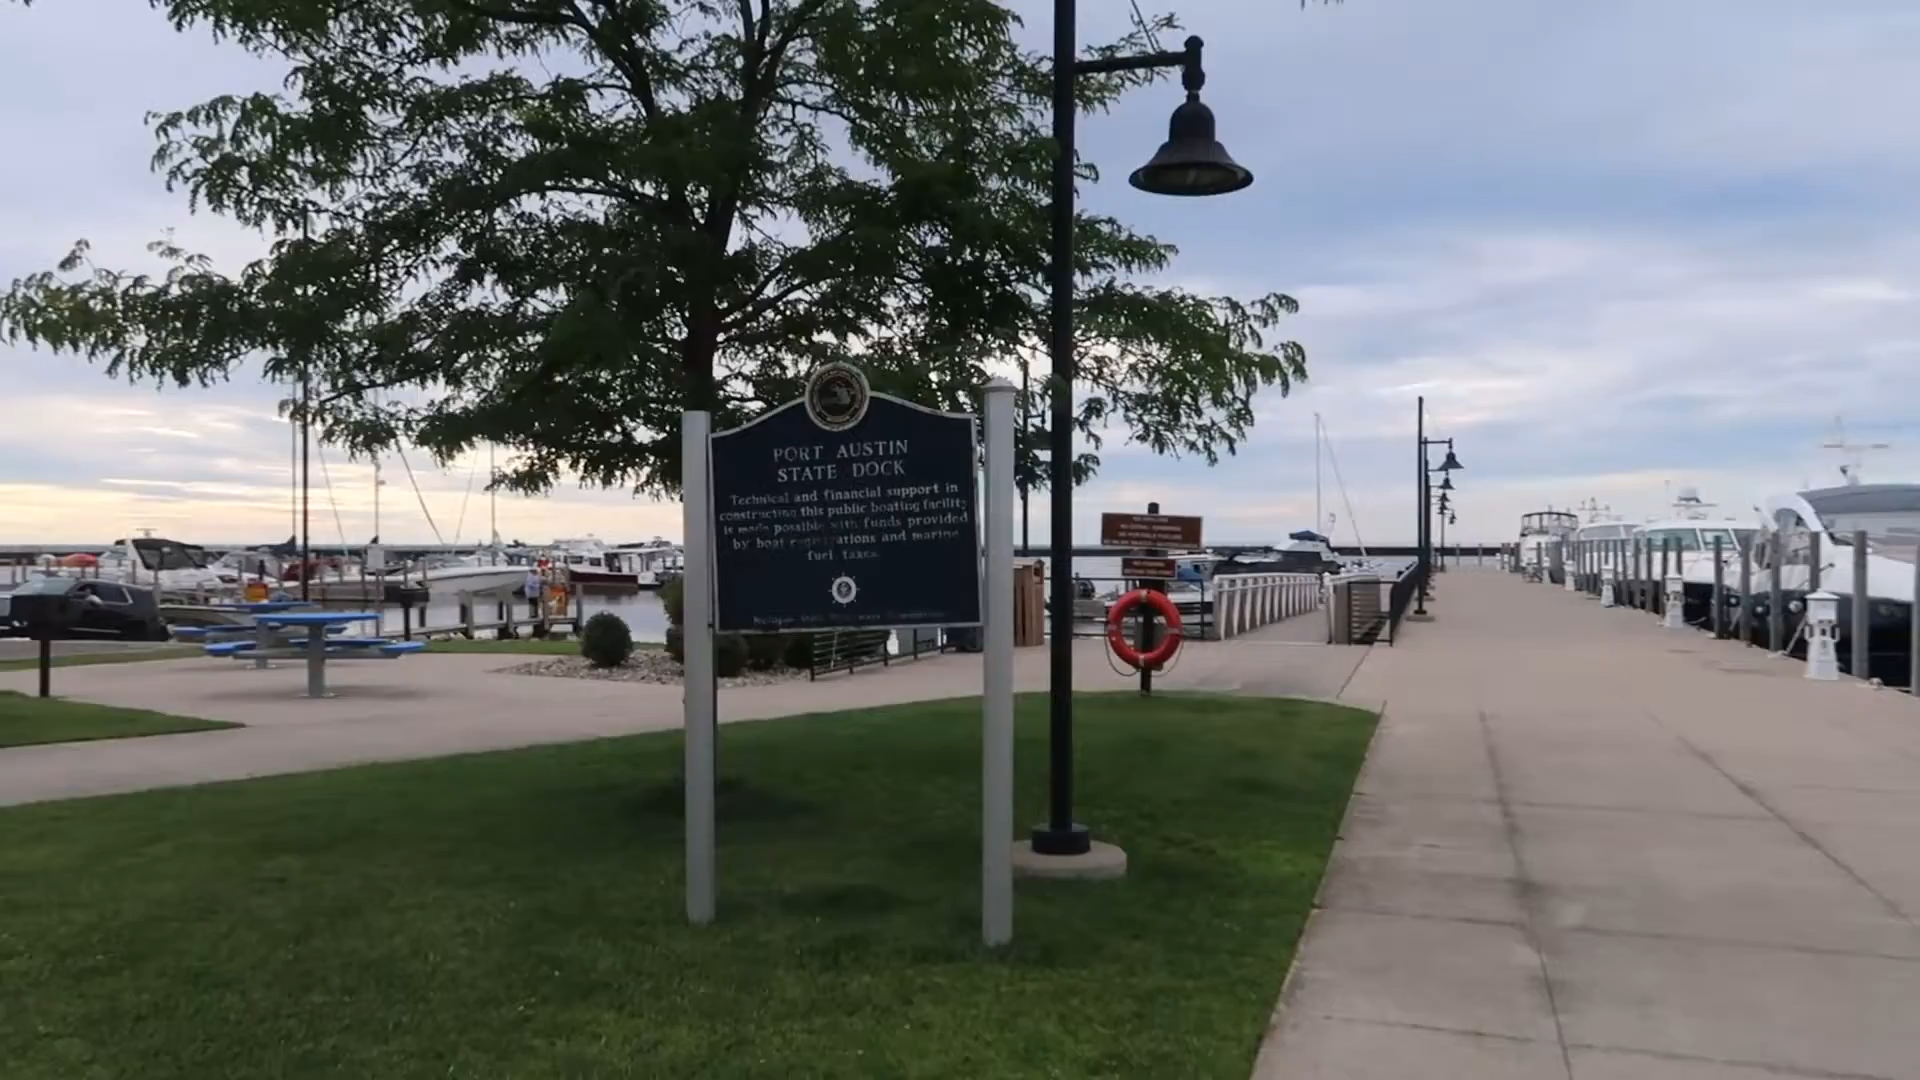 PORT AUSTIN
STATE DOCK
Technical and financial support in
constructing this public boating facility
is made possible with funds provided
by boat registrations and marine
fuel taxes.